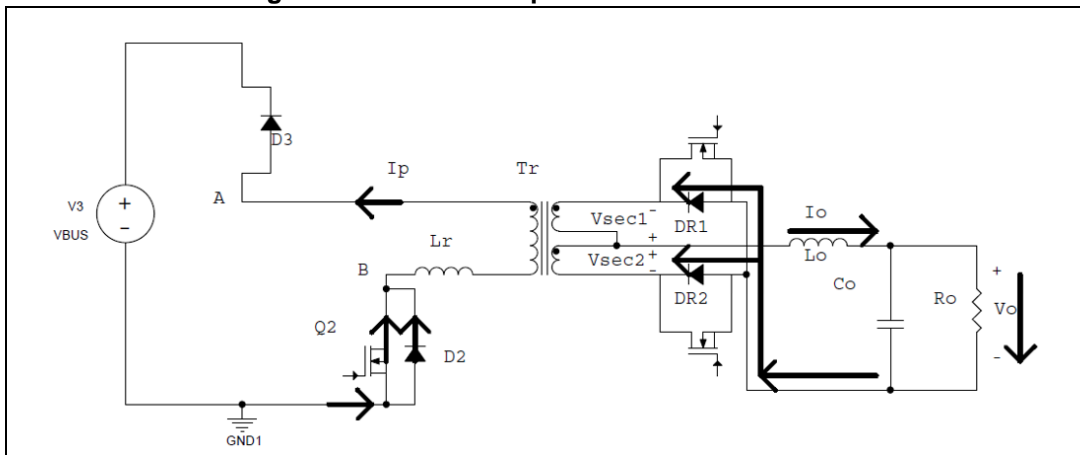 D3
Ip
Tr
A
V3
VBUS
+
-
Vsec1
-
DR1
+
Io
Lr
Lo
B
Vsec2
+
-
DR2
Co
Ro
+
Vo
-
Q2
D2
GND1